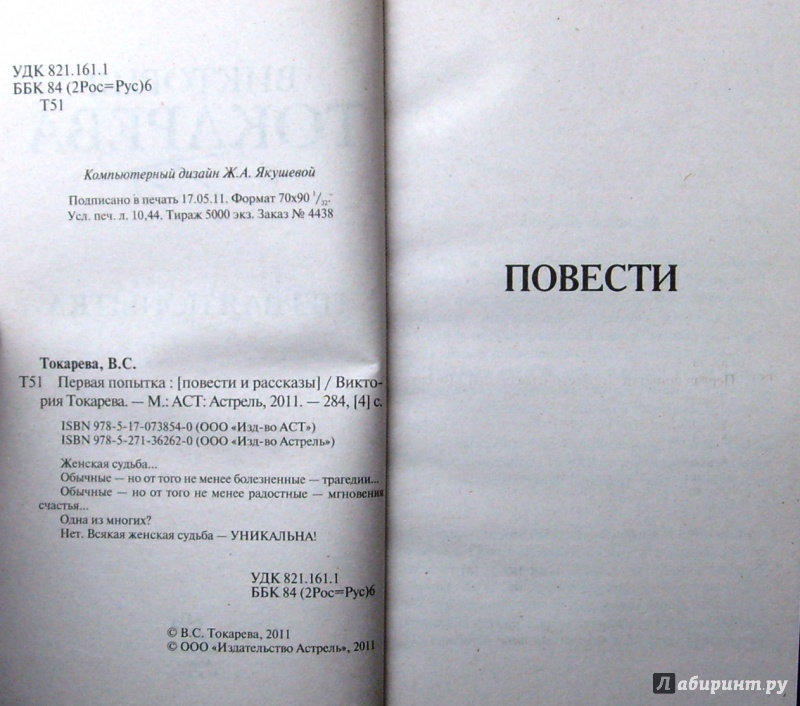 УДК 821.161.1
ББК 84 (2Рос=Рус)6
Т51
Компьютерный дизайн Ж.А. Якушевой
Подписано в печать 17.05.11. Формат 70x90 1/32.
Усл. печ. л. 10,44. Тираж 5000 экз. Заказ № 4438
Токарева, В.С.
Т51 Первая попытка : [повести и рассказы] / Викто-
рия Токарева. — М.: АСТ: Астрель, 2011. — 284, [4] с.
ISBN 978-5-17-073854-0 (ООО «Изд-во АСТ»)
ISBN 978-5-271-36262-0 (ООО «Изд-во Астрель»)
Женская судьба...
Обычные — но от того не менее болезненные — трагедии...
Обычные — но от того не менее радостные — мгновения
счастья...
Одна из многих?
Нет. Всякая женская судьба — УНИКАЛЬНА!
УДК 821.161.1
ББК 84 (2Рос=Рус)6
© В.С. Токарева, 2011
© ООО «Издательство Астрель», 2011
ПОВЕСТИ
Лабиринт.ру